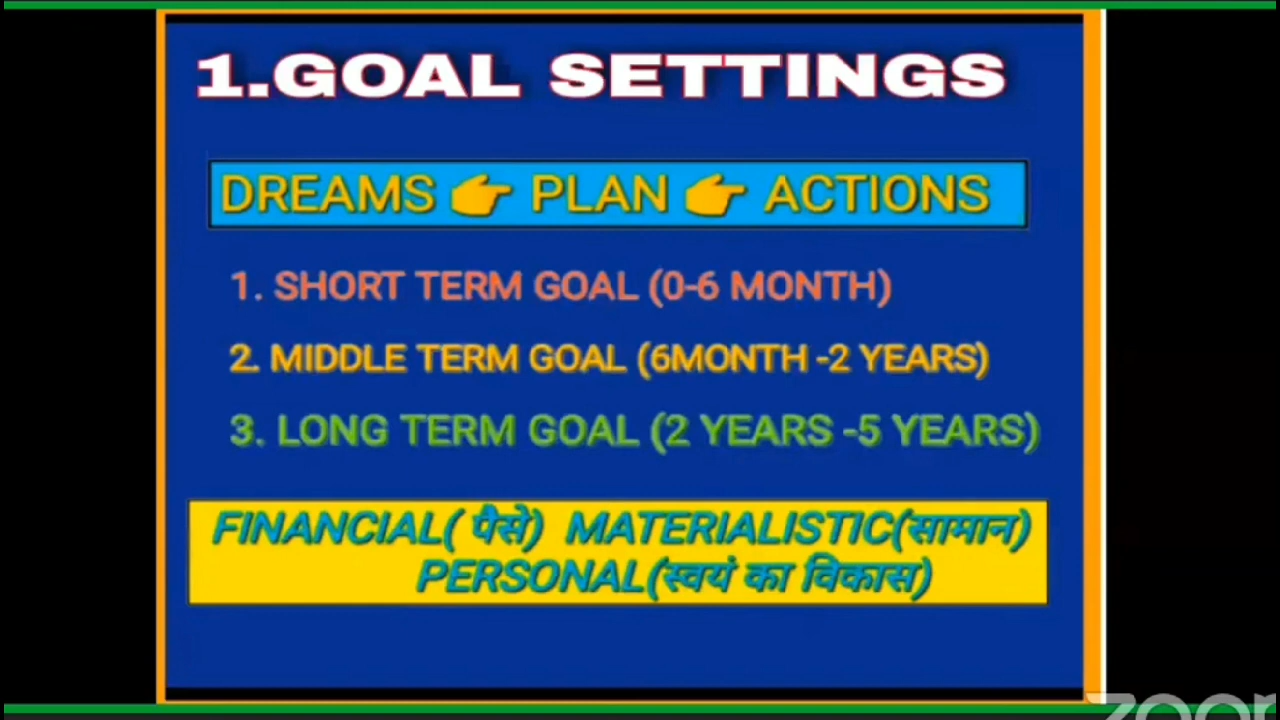 1.GOAL SETTINGS
DREAMS 👉 PLAN 👉 ACTIONS
1. SHORT TERM GOAL (0-6 MONTH)
2. MIDDLE TERM GOAL (6MONTH -2 YEARS)
3. LONG TERM GOAL (2 YEARS -5 YEARS)
FINANCIAL( पैसे) MATERIALISTIC(सामान)
PERSONAL(स्वयं का विकास)